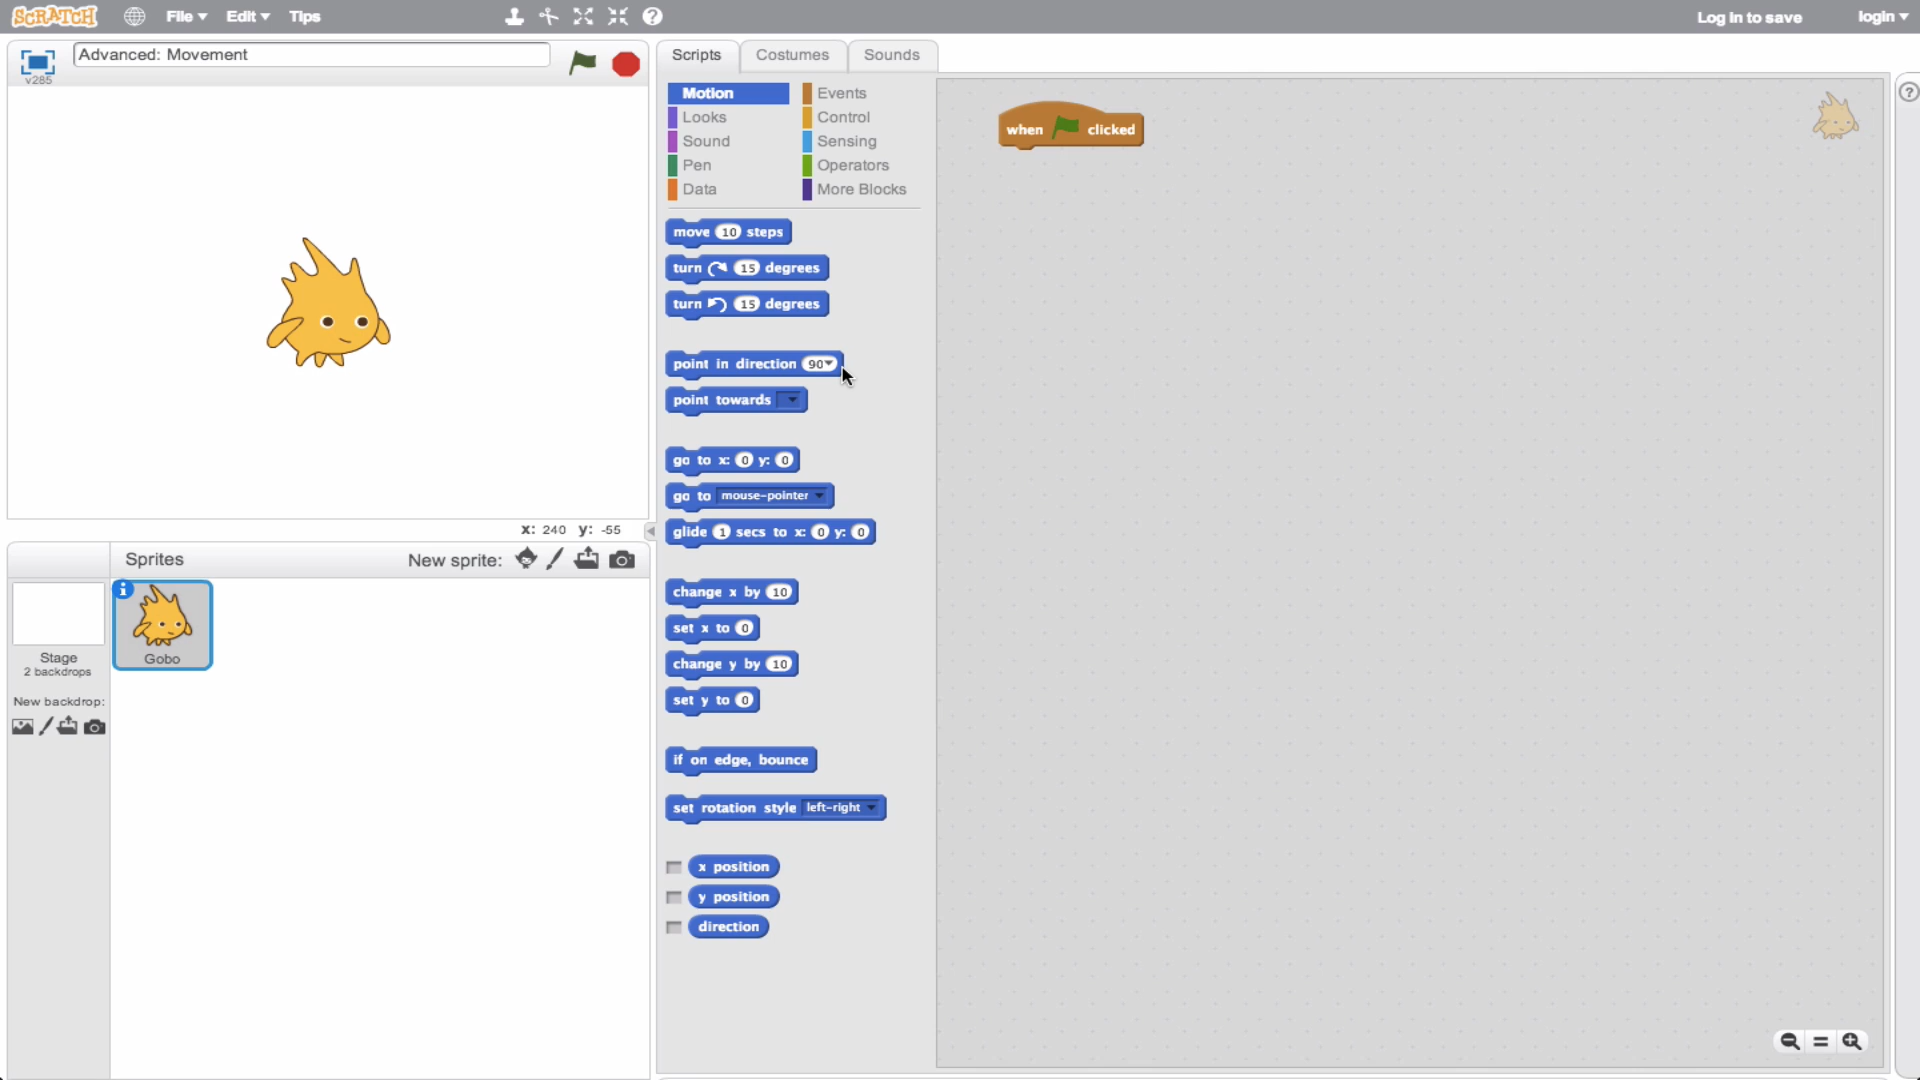 SCRATCH
File ▾ Edit ▾ Tips
Log in to save login ▾
v285
Advanced: Movement
Scripts Costumes Sounds
Motion Events
Looks Control
Sound Sensing
Pen Operators
Data More Blocks
move 10 steps
turn 15 degrees
turn 15 degrees
point in direction 90▾
point towards
go to x: 0 y: 0
go to mouse-pointer
glide 1 secs to x: 0 y: 0
change x by 10
set x to 0
change y by 10
set y to 0
if on edge, bounce
set rotation style left-right
x position
y position
direction
when clicked
x: 240 y: -55
Sprites New sprite:
Gobo
Stage
2 backdrops
New backdrop: